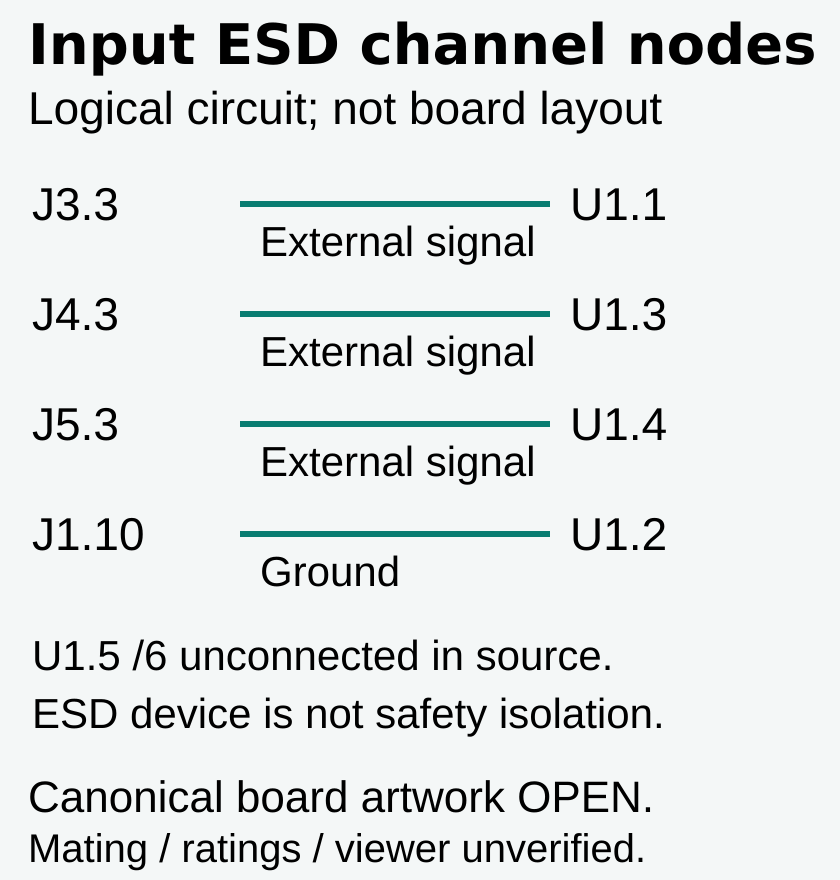 Input ESD channel nodes
Logical circuit; not board layout
J3.3 U1.1
External signal
J4.3 U1.3
External signal
J5.3 U1.4
External signal
J1.10 U1.2
Ground
U1.5 /6 unconnected in source.
ESD device is not safety isolation.
Canonical board artwork OPEN.
Mating / ratings / viewer unverified.